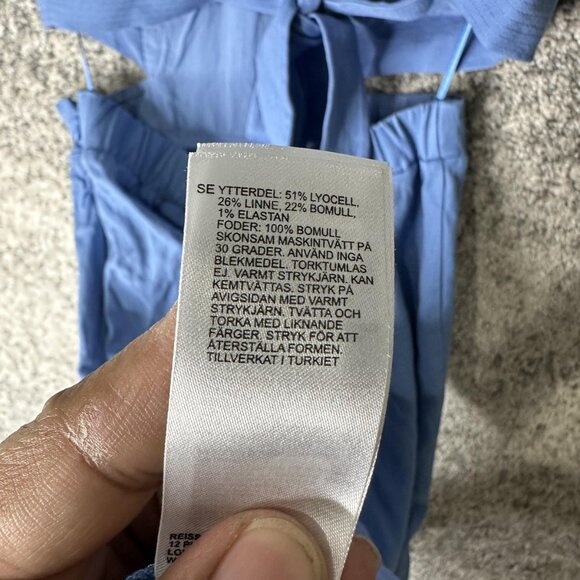 SE YTTERDEL: 51% LYOCELL,
26% LINNE, 22% BOMULL,
1% ELASTAN
FODER: 100% BOMULL
SKONSAM MASKINTVÄTT PÅ
30 GRADER. ANVÄND INGA
BLEKMEDEL. TORKTUMLAS
EJ. VARMT STRYKJÄRN. KAN
KEMTVÄTTAS. STRYK PÅ
AVIGSIDAN MED VARMT
STRYKJÄRN. TVÄTTA OCH
TORKA MED LIKNANDE
FÄRGER. STRYK FÖR ATT
ÅTERSTÄLLA FORMEN.
TILLVERKAT I TURKIET
REISS
12